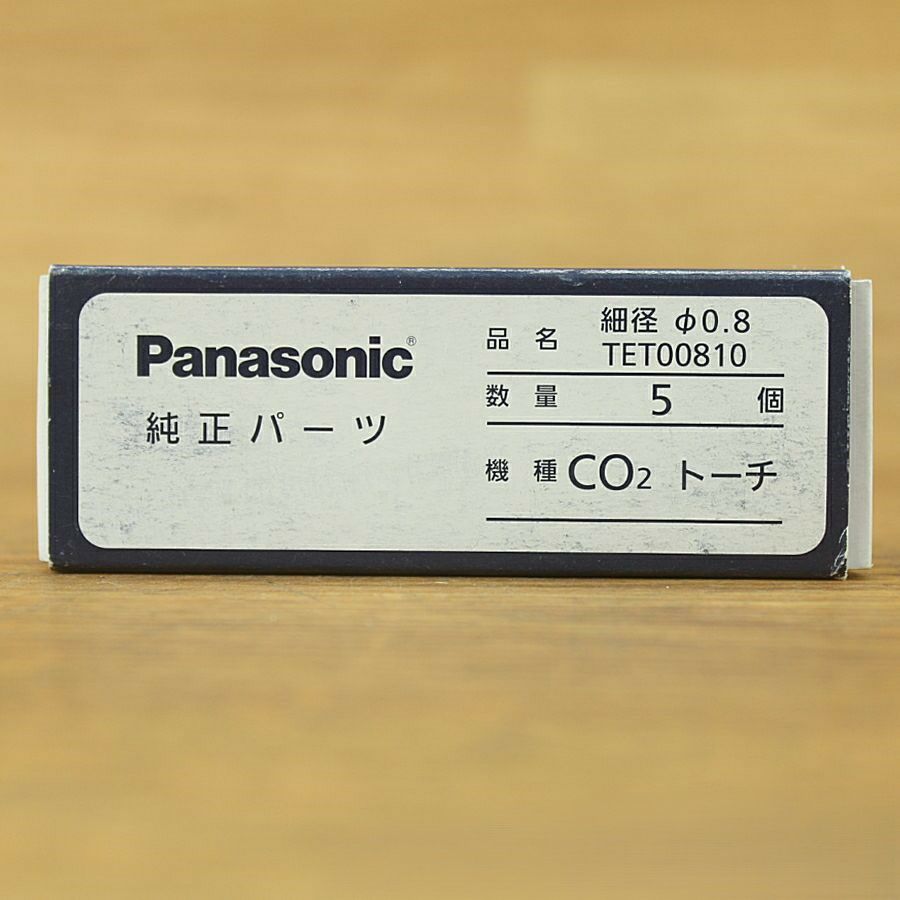 Panasonic®
純正パーツ
品名 細径 φ0.8
TET00810
数量 5 個
機種 CO₂ トーチ